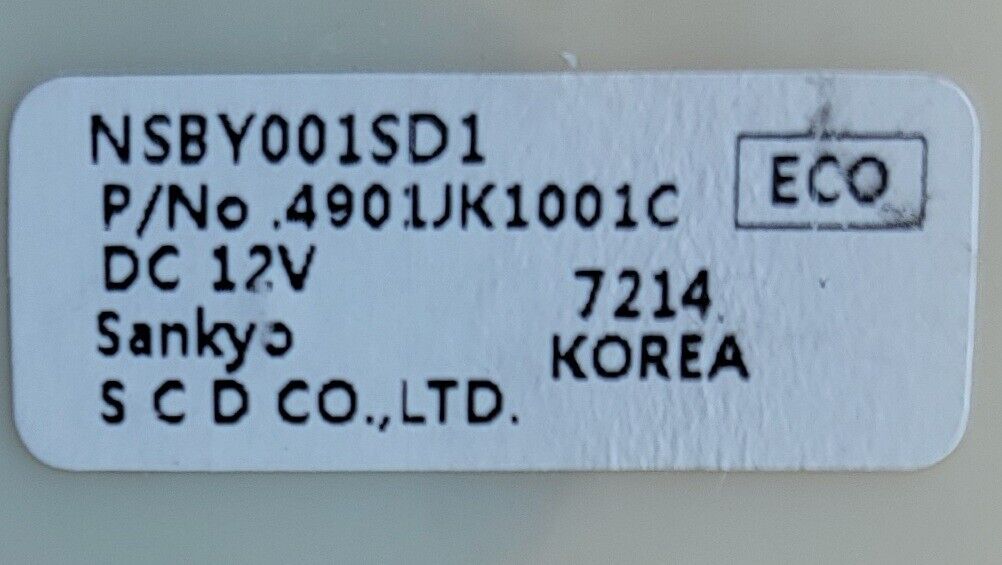 NSBY001SD1
P/No .4901JK1001C
ECO
DC 12V
7214
Sankyo
KOREA
S C D CO.,LTD.